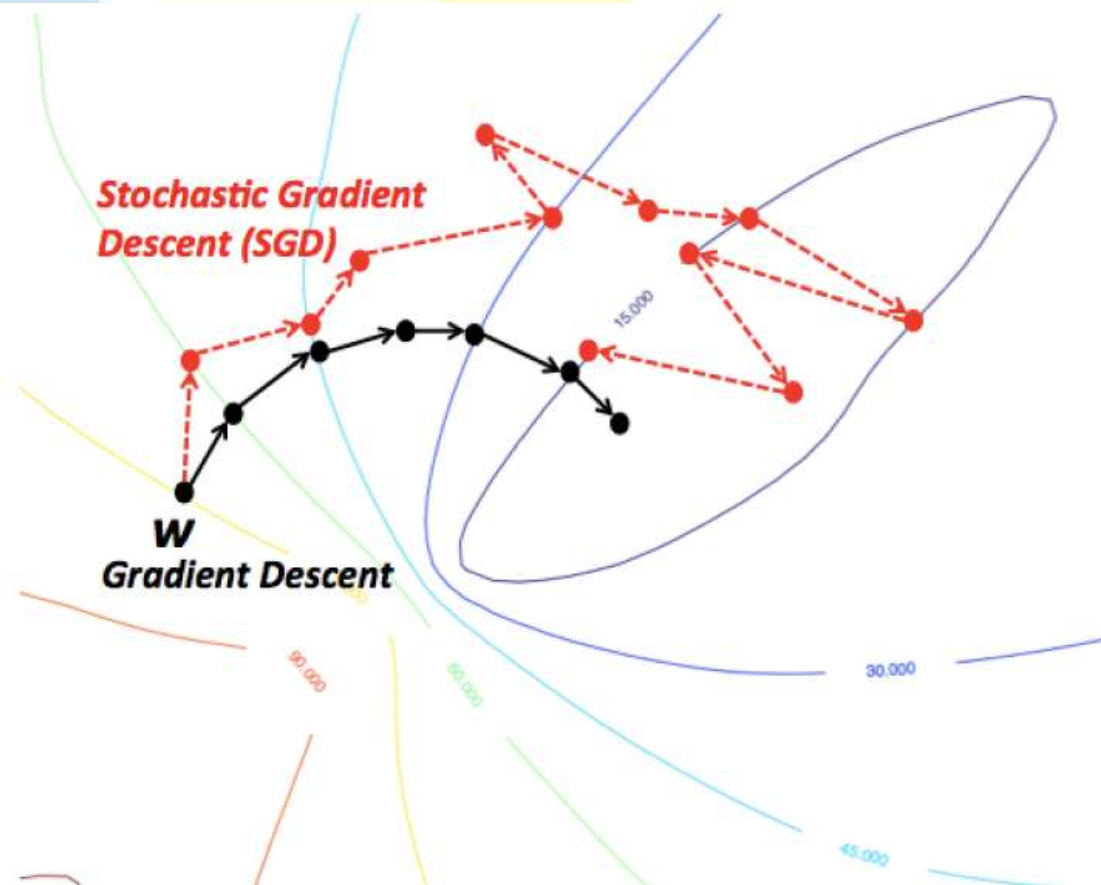 Stochastic Gradient
Descent (SGD)
15.000
W
Gradient Descent
90.000
60.000
30.000
45.000